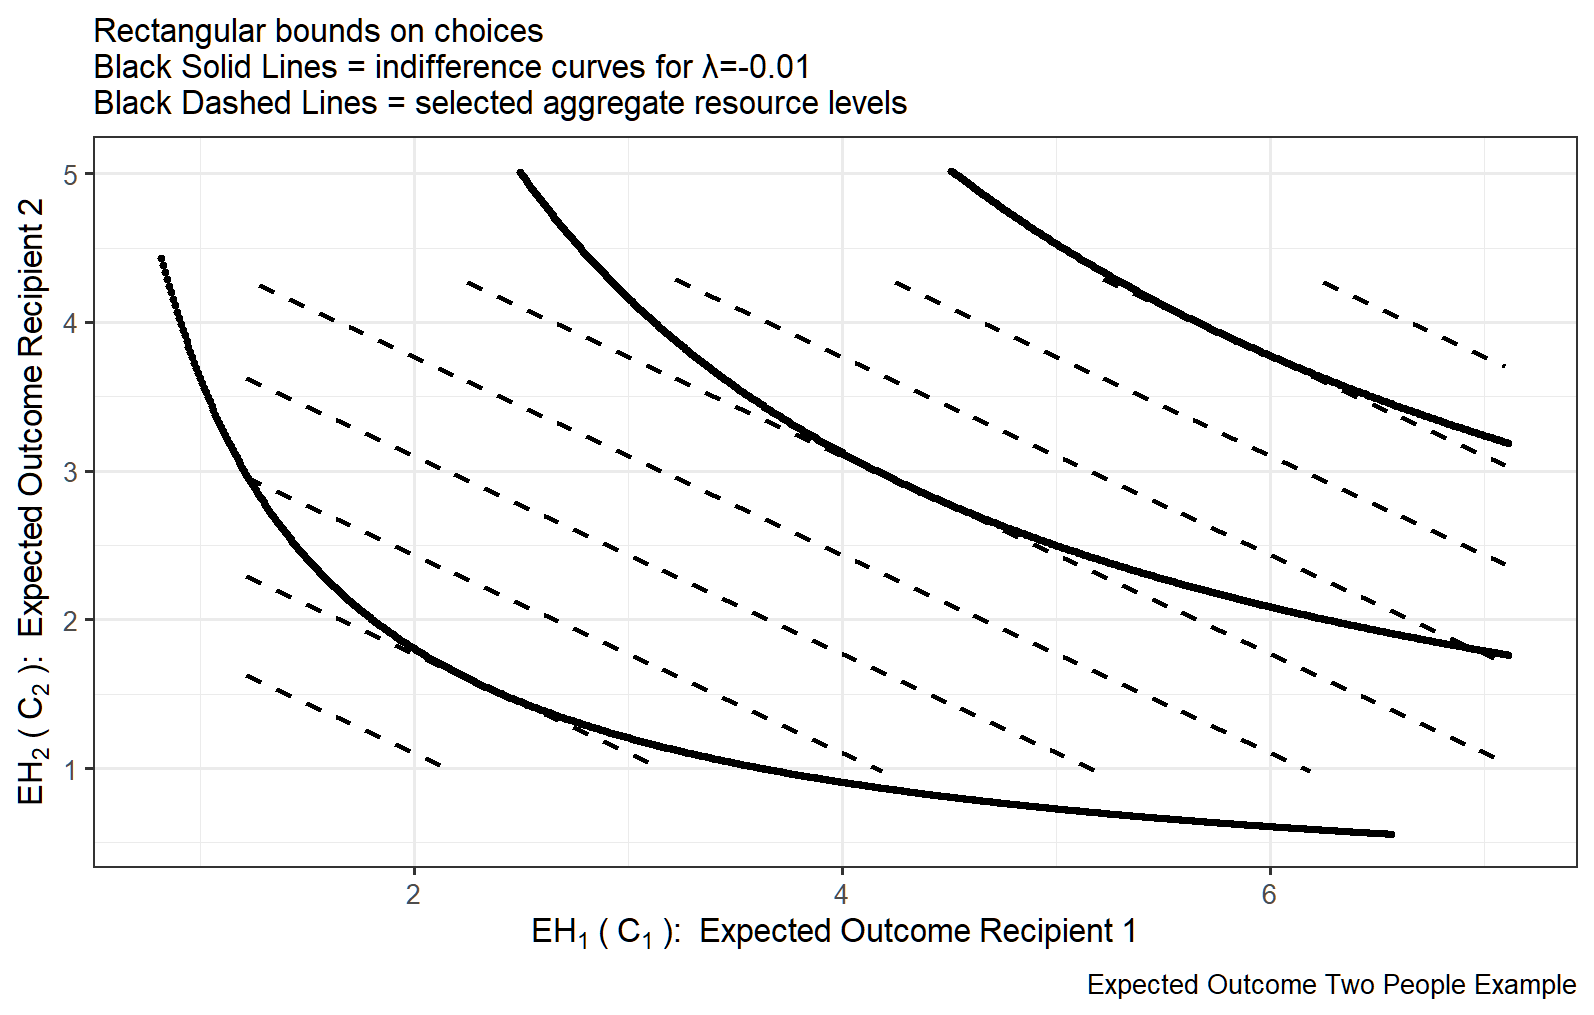 Rectangular bounds on choices
Black Solid Lines = indifference curves for λ=-0.01
Black Dashed Lines = selected aggregate resource levels
5
4
3
2
1
EH₂ ( C₂ ):  Expected Outcome Recipient 2
2
4
6
EH₁ ( C₁ ):  Expected Outcome Recipient 1
Expected Outcome Two People Example